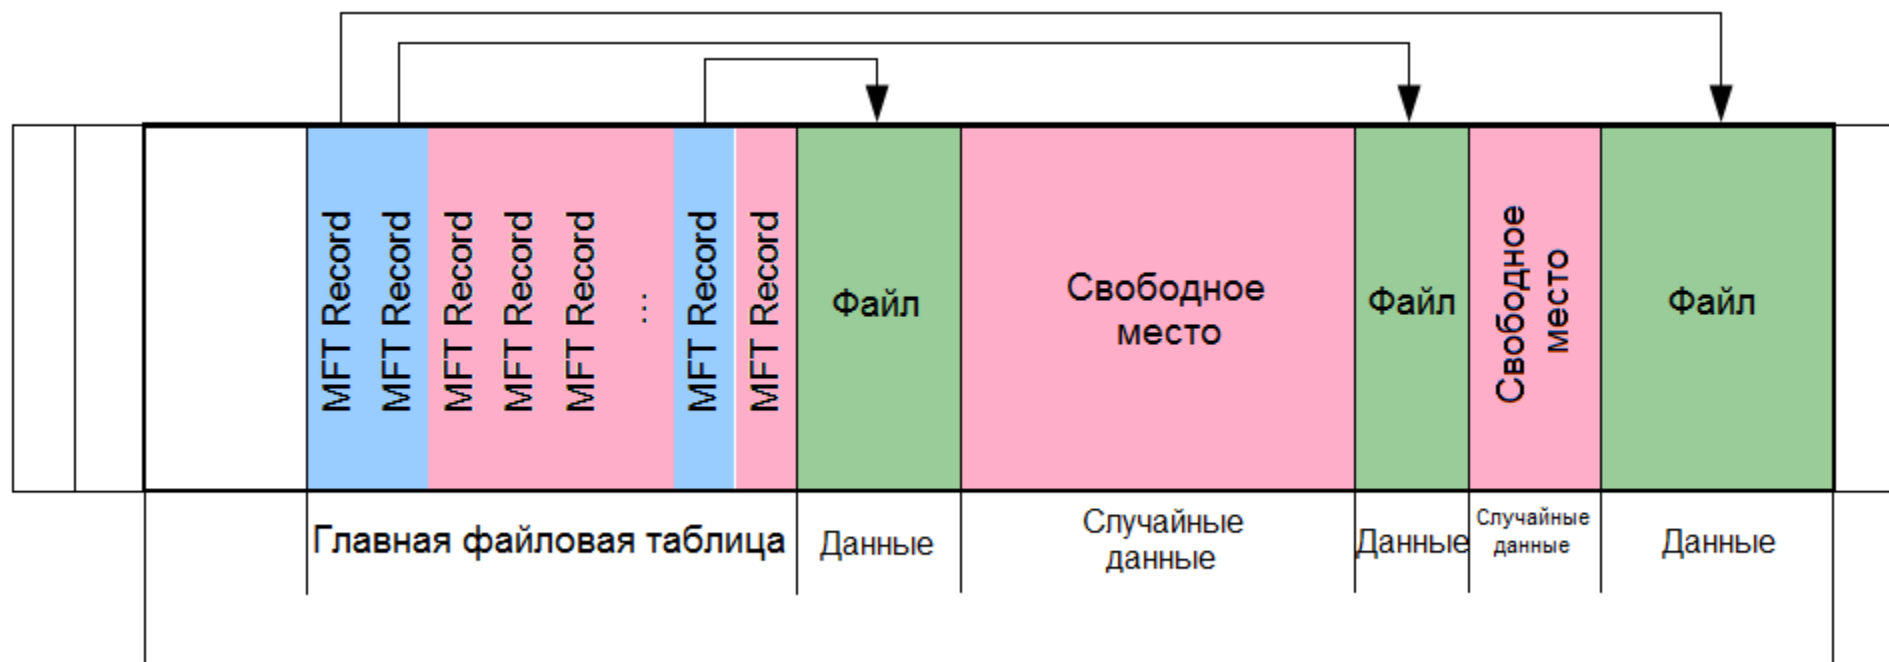 MFT Record
MFT Record
MFT Record
MFT Record
MFT Record
...
MFT Record
MFT Record
Файл
Свободное
место
Файл
Свободное
место
Файл
Главная файловая таблица
Данные
Случайные
данные
Данные
Случайные
данные
Данные